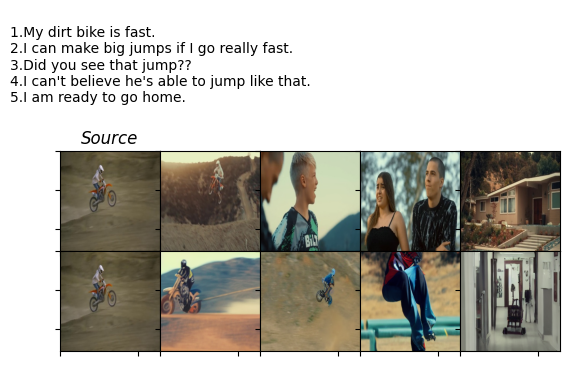 1.My dirt bike is fast.
2.I can make big jumps if I go really fast.
3.Did you see that jump??
4.I can't believe he's able to jump like that.
5.I am ready to go home.
Source